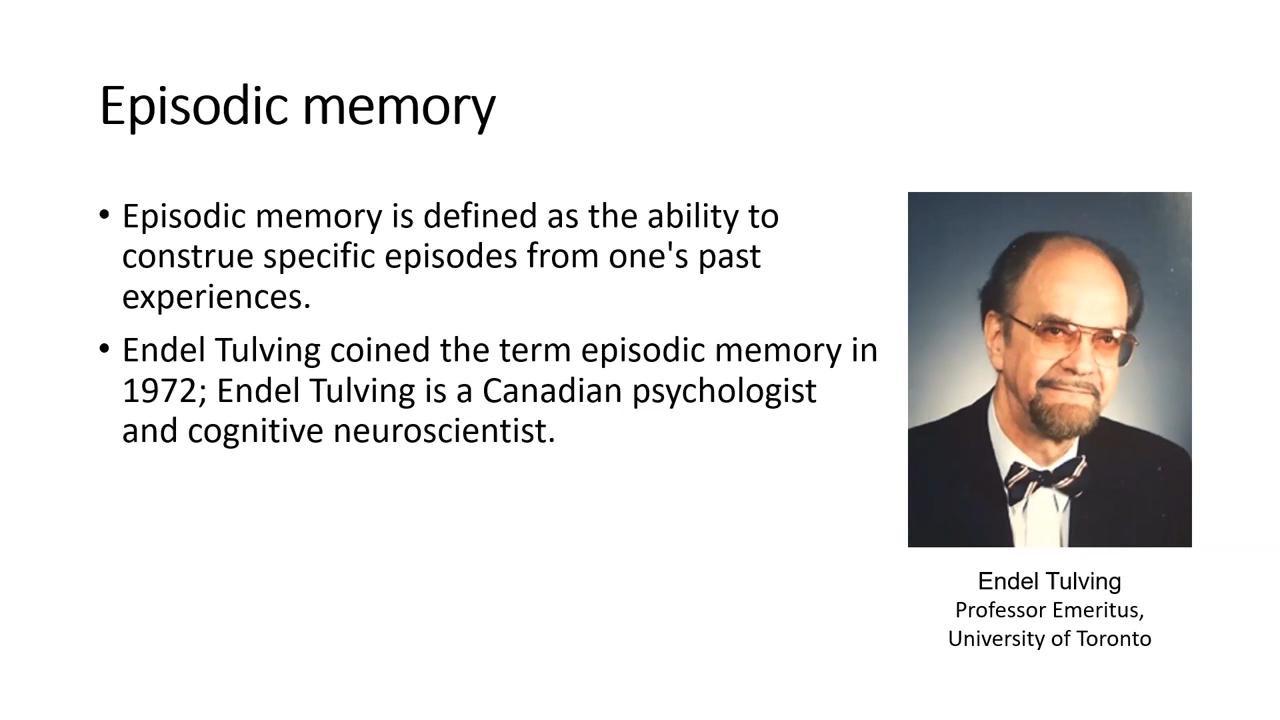 Episodic memory
• Episodic memory is defined as the ability to
construe specific episodes from one's past
experiences.
• Endel Tulving coined the term episodic memory in
1972; Endel Tulving is a Canadian psychologist
and cognitive neuroscientist.
Endel Tulving
Professor Emeritus,
University of Toronto